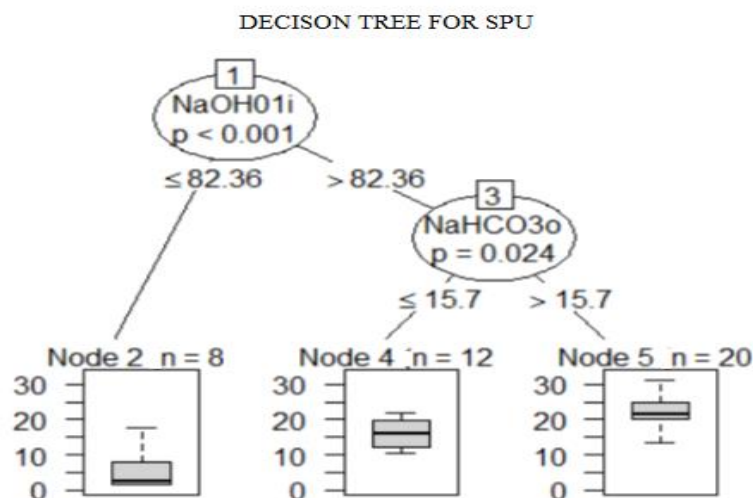 DECISON TREE FOR SPU
1
NaOH01i
p < 0.001
≤ 82.36 > 82.36
3
NaHCO3o
p = 0.024
≤ 15.7 > 15.7
Node 2 n = 8
30
20
10
0
Node 4 n = 12
30
20
10
0
Node 5 n = 20
30
20
10
0